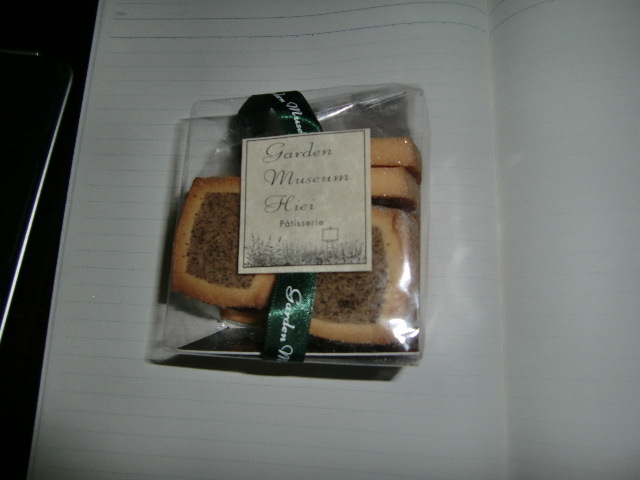 Garden
Museum
Hiei
Pâtisserie
Garden M